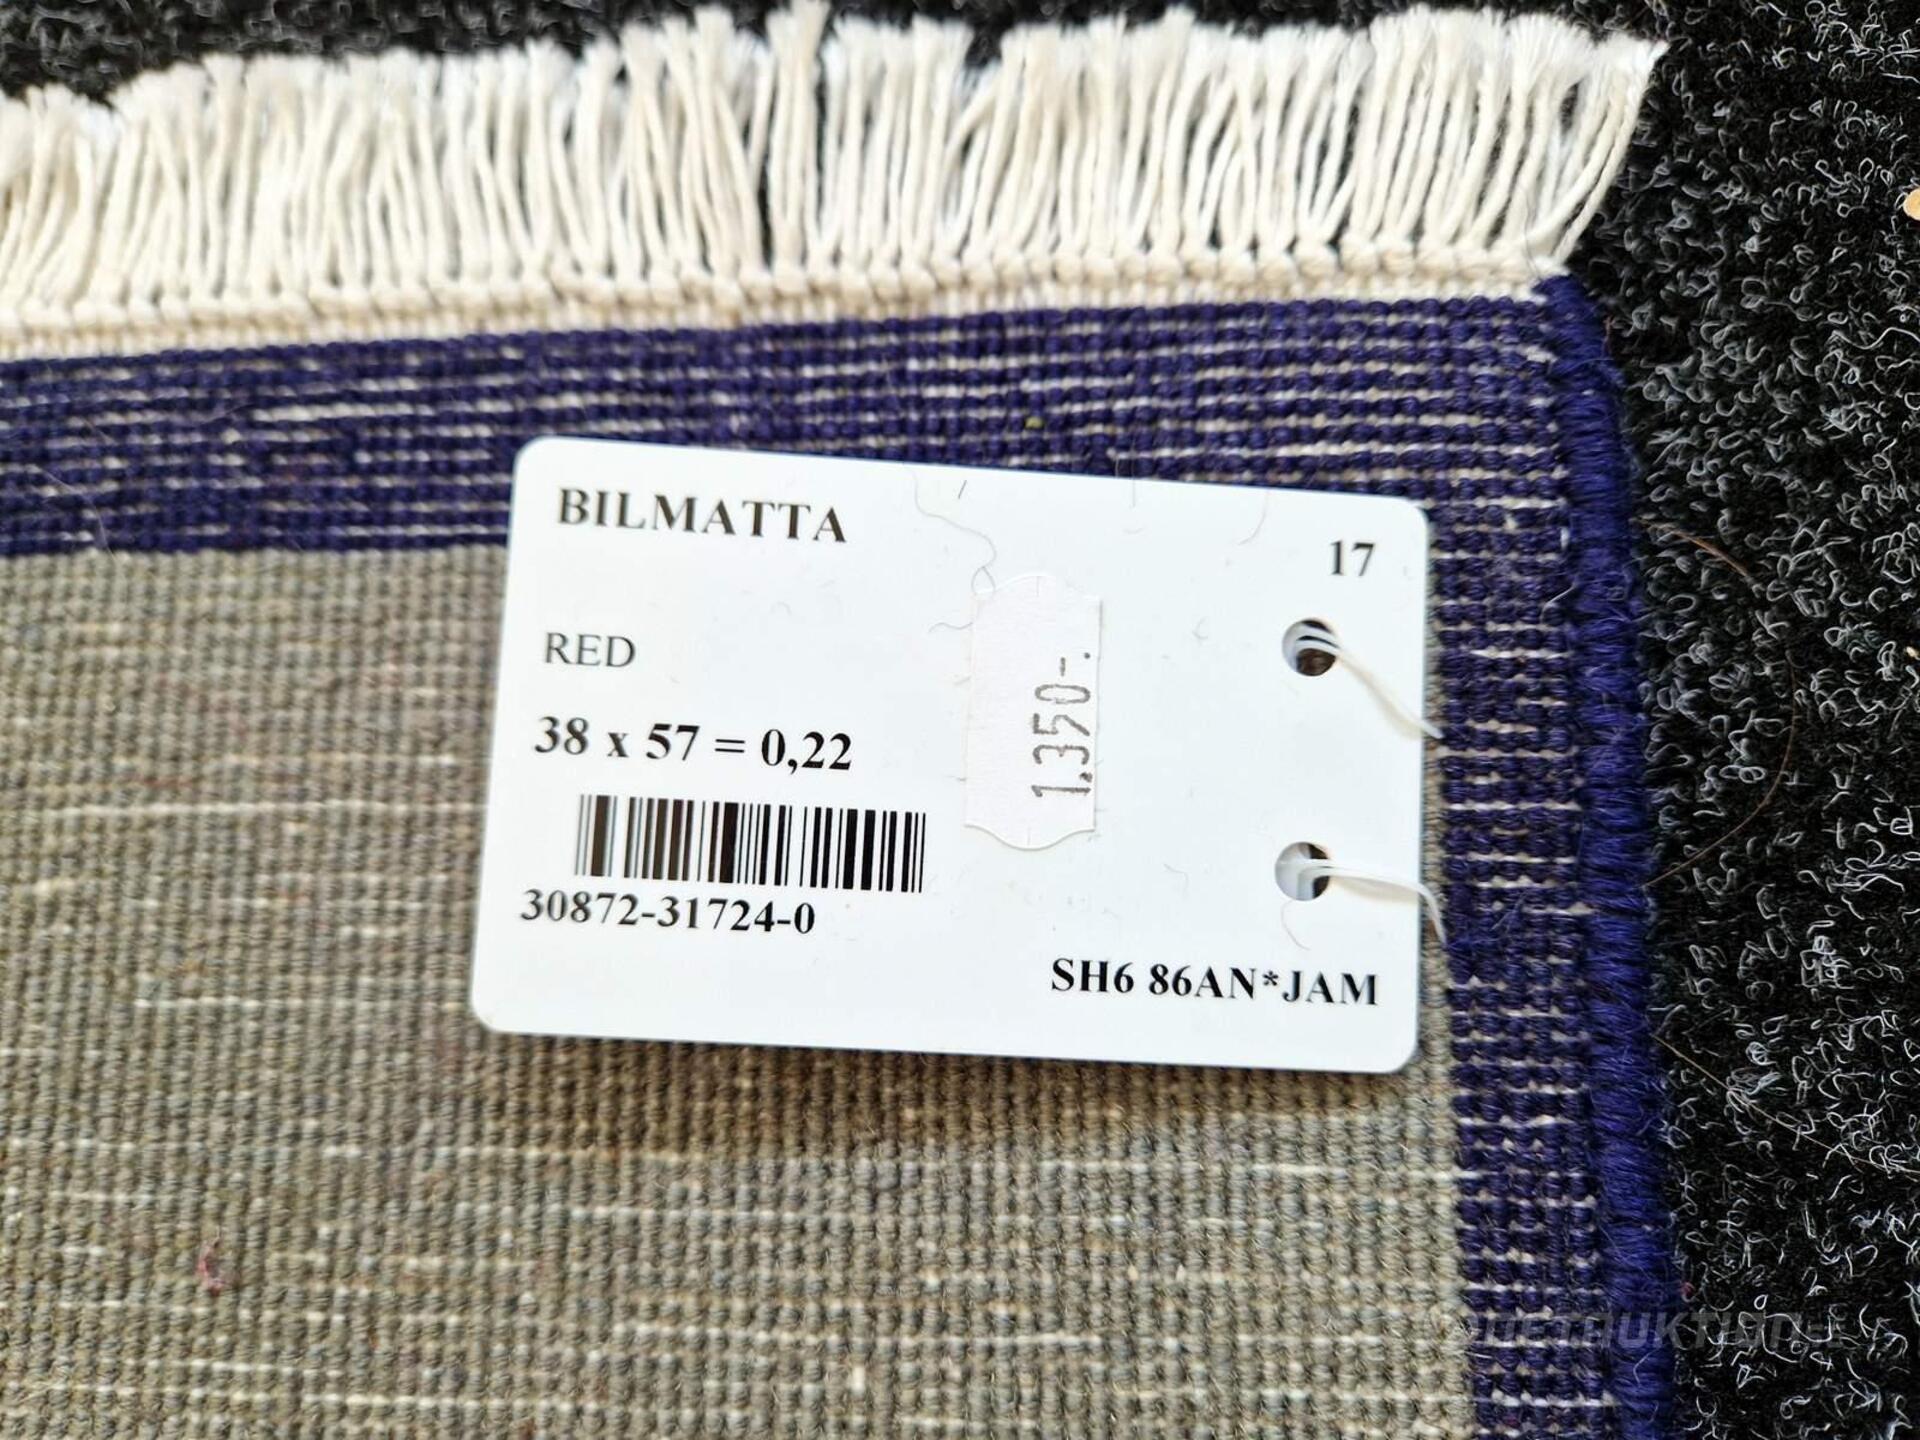 BILMATTA
17
RED
38 x 57 = 0,22
1.350-.
30872-31724-0
SH6 86AN*JAM